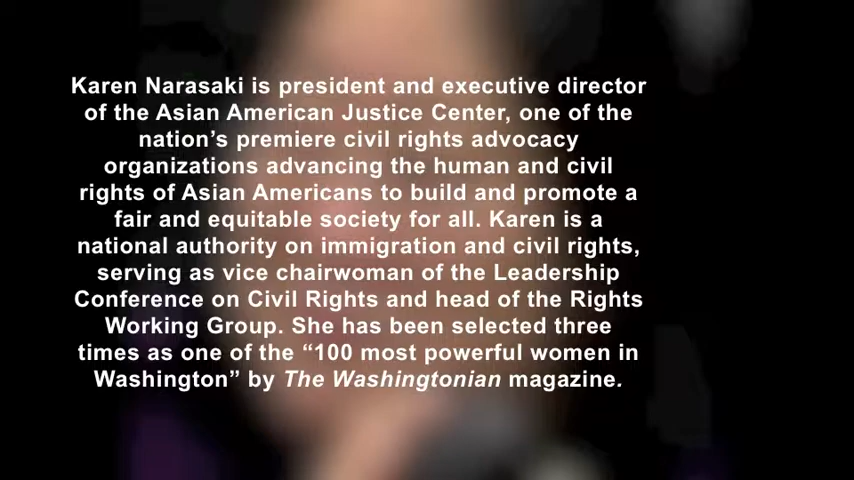 Karen Narasaki is president and executive director
of the Asian American Justice Center, one of the
nation’s premiere civil rights advocacy
organizations advancing the human and civil
rights of Asian Americans to build and promote a
fair and equitable society for all. Karen is a
national authority on immigration and civil rights,
serving as vice chairwoman of the Leadership
Conference on Civil Rights and head of the Rights
Working Group. She has been selected three
times as one of the “100 most powerful women in
Washington” by The Washingtonian magazine.